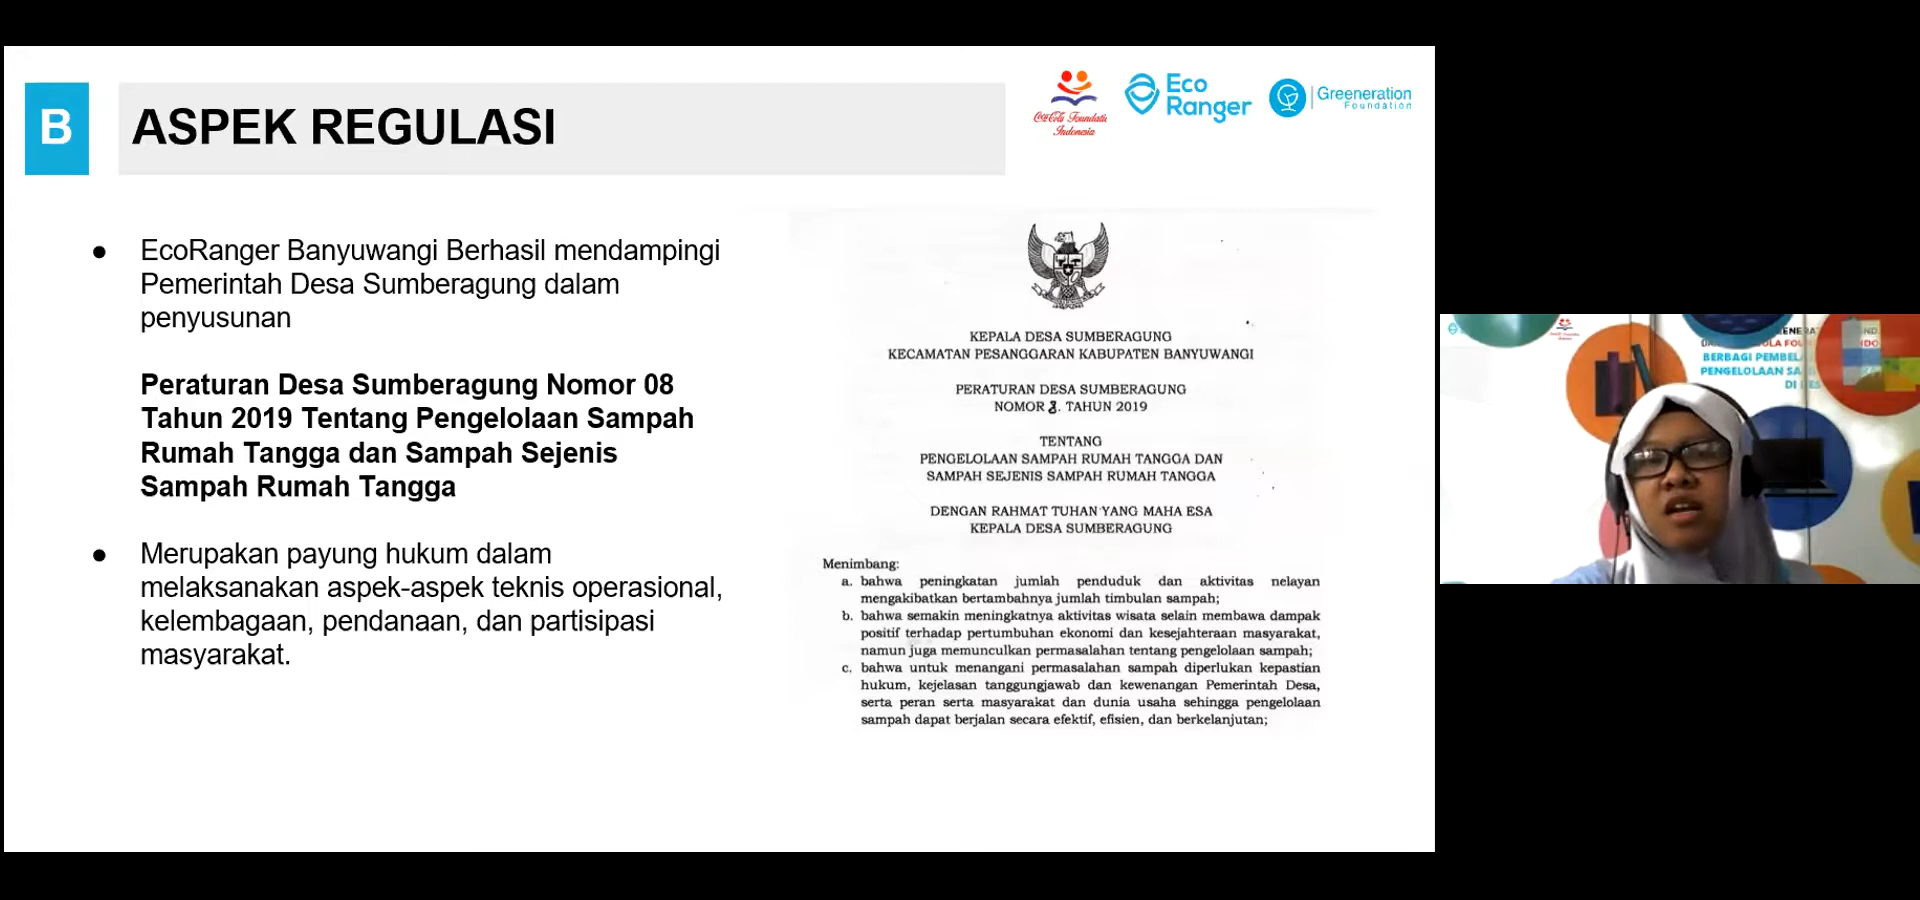 B
ASPEK REGULASI
Coca-Cola Foundation
Indonesia
Eco
Ranger
Greeneration
Foundation
● EcoRanger Banyuwangi Berhasil mendampingi
Pemerintah Desa Sumberagung dalam
penyusunan
Peraturan Desa Sumberagung Nomor 08
Tahun 2019 Tentang Pengelolaan Sampah
Rumah Tangga dan Sampah Sejenis
Sampah Rumah Tangga
● Merupakan payung hukum dalam
melaksanakan aspek-aspek teknis operasional,
kelembagaan, pendanaan, dan partisipasi
masyarakat.
KEPALA DESA SUMBERAGUNG
KECAMATAN PESANGGARAN KABUPATEN BANYUWANGI
PERATURAN DESA SUMBERAGUNG
NOMOR 8. TAHUN 2019
TENTANG
PENGELOLAAN SAMPAH RUMAH TANGGA DAN
SAMPAH SEJENIS SAMPAH RUMAH TANGGA
DENGAN RAHMAT TUHAN YANG MAHA ESA
KEPALA DESA SUMBERAGUNG
Menimbang:
a. bahwa peningkatan jumlah penduduk dan aktivitas nelayan
mengakibatkan bertambahnya jumlah timbulan sampah;
b. bahwa semakin meningkatnya aktivitas wisata selain membawa dampak
positif terhadap pertumbuhan ekonomi dan kesejahteraan masyarakat,
namun juga memunculkan permasalahan tentang pengelolaan sampah;
c. bahwa untuk menangani permasalahan sampah diperlukan kepastian
hukum, kejelasan tanggungjawab dan kewenangan Pemerintah Desa,
serta peran serta masyarakat dan dunia usaha sehingga pengelolaan
sampah dapat berjalan secara efektif, efisien, dan berkelanjutan;
BERBAGI